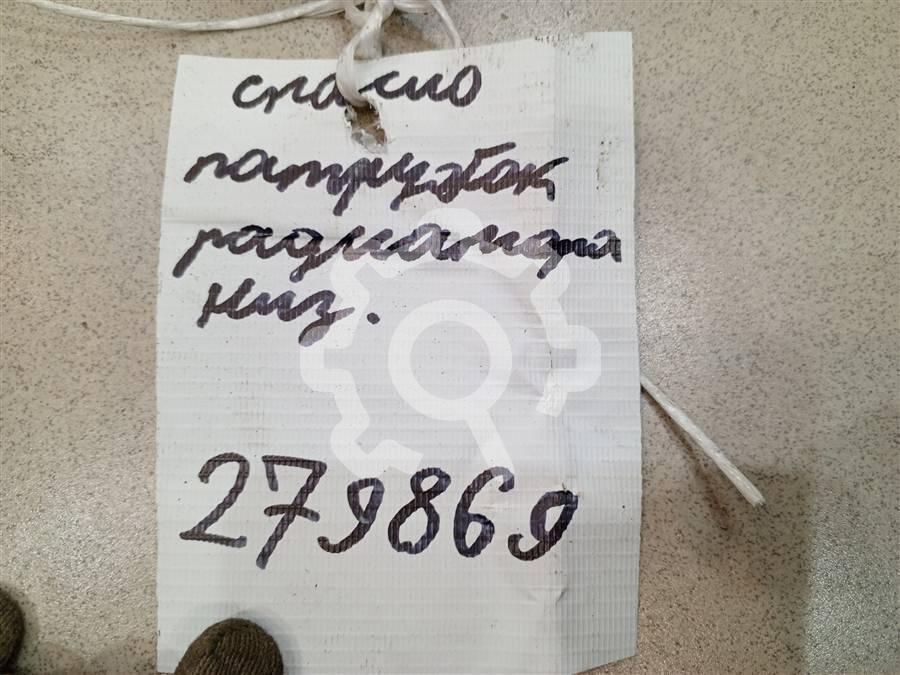 спасио
патрубок
радиатора
низ.
279869